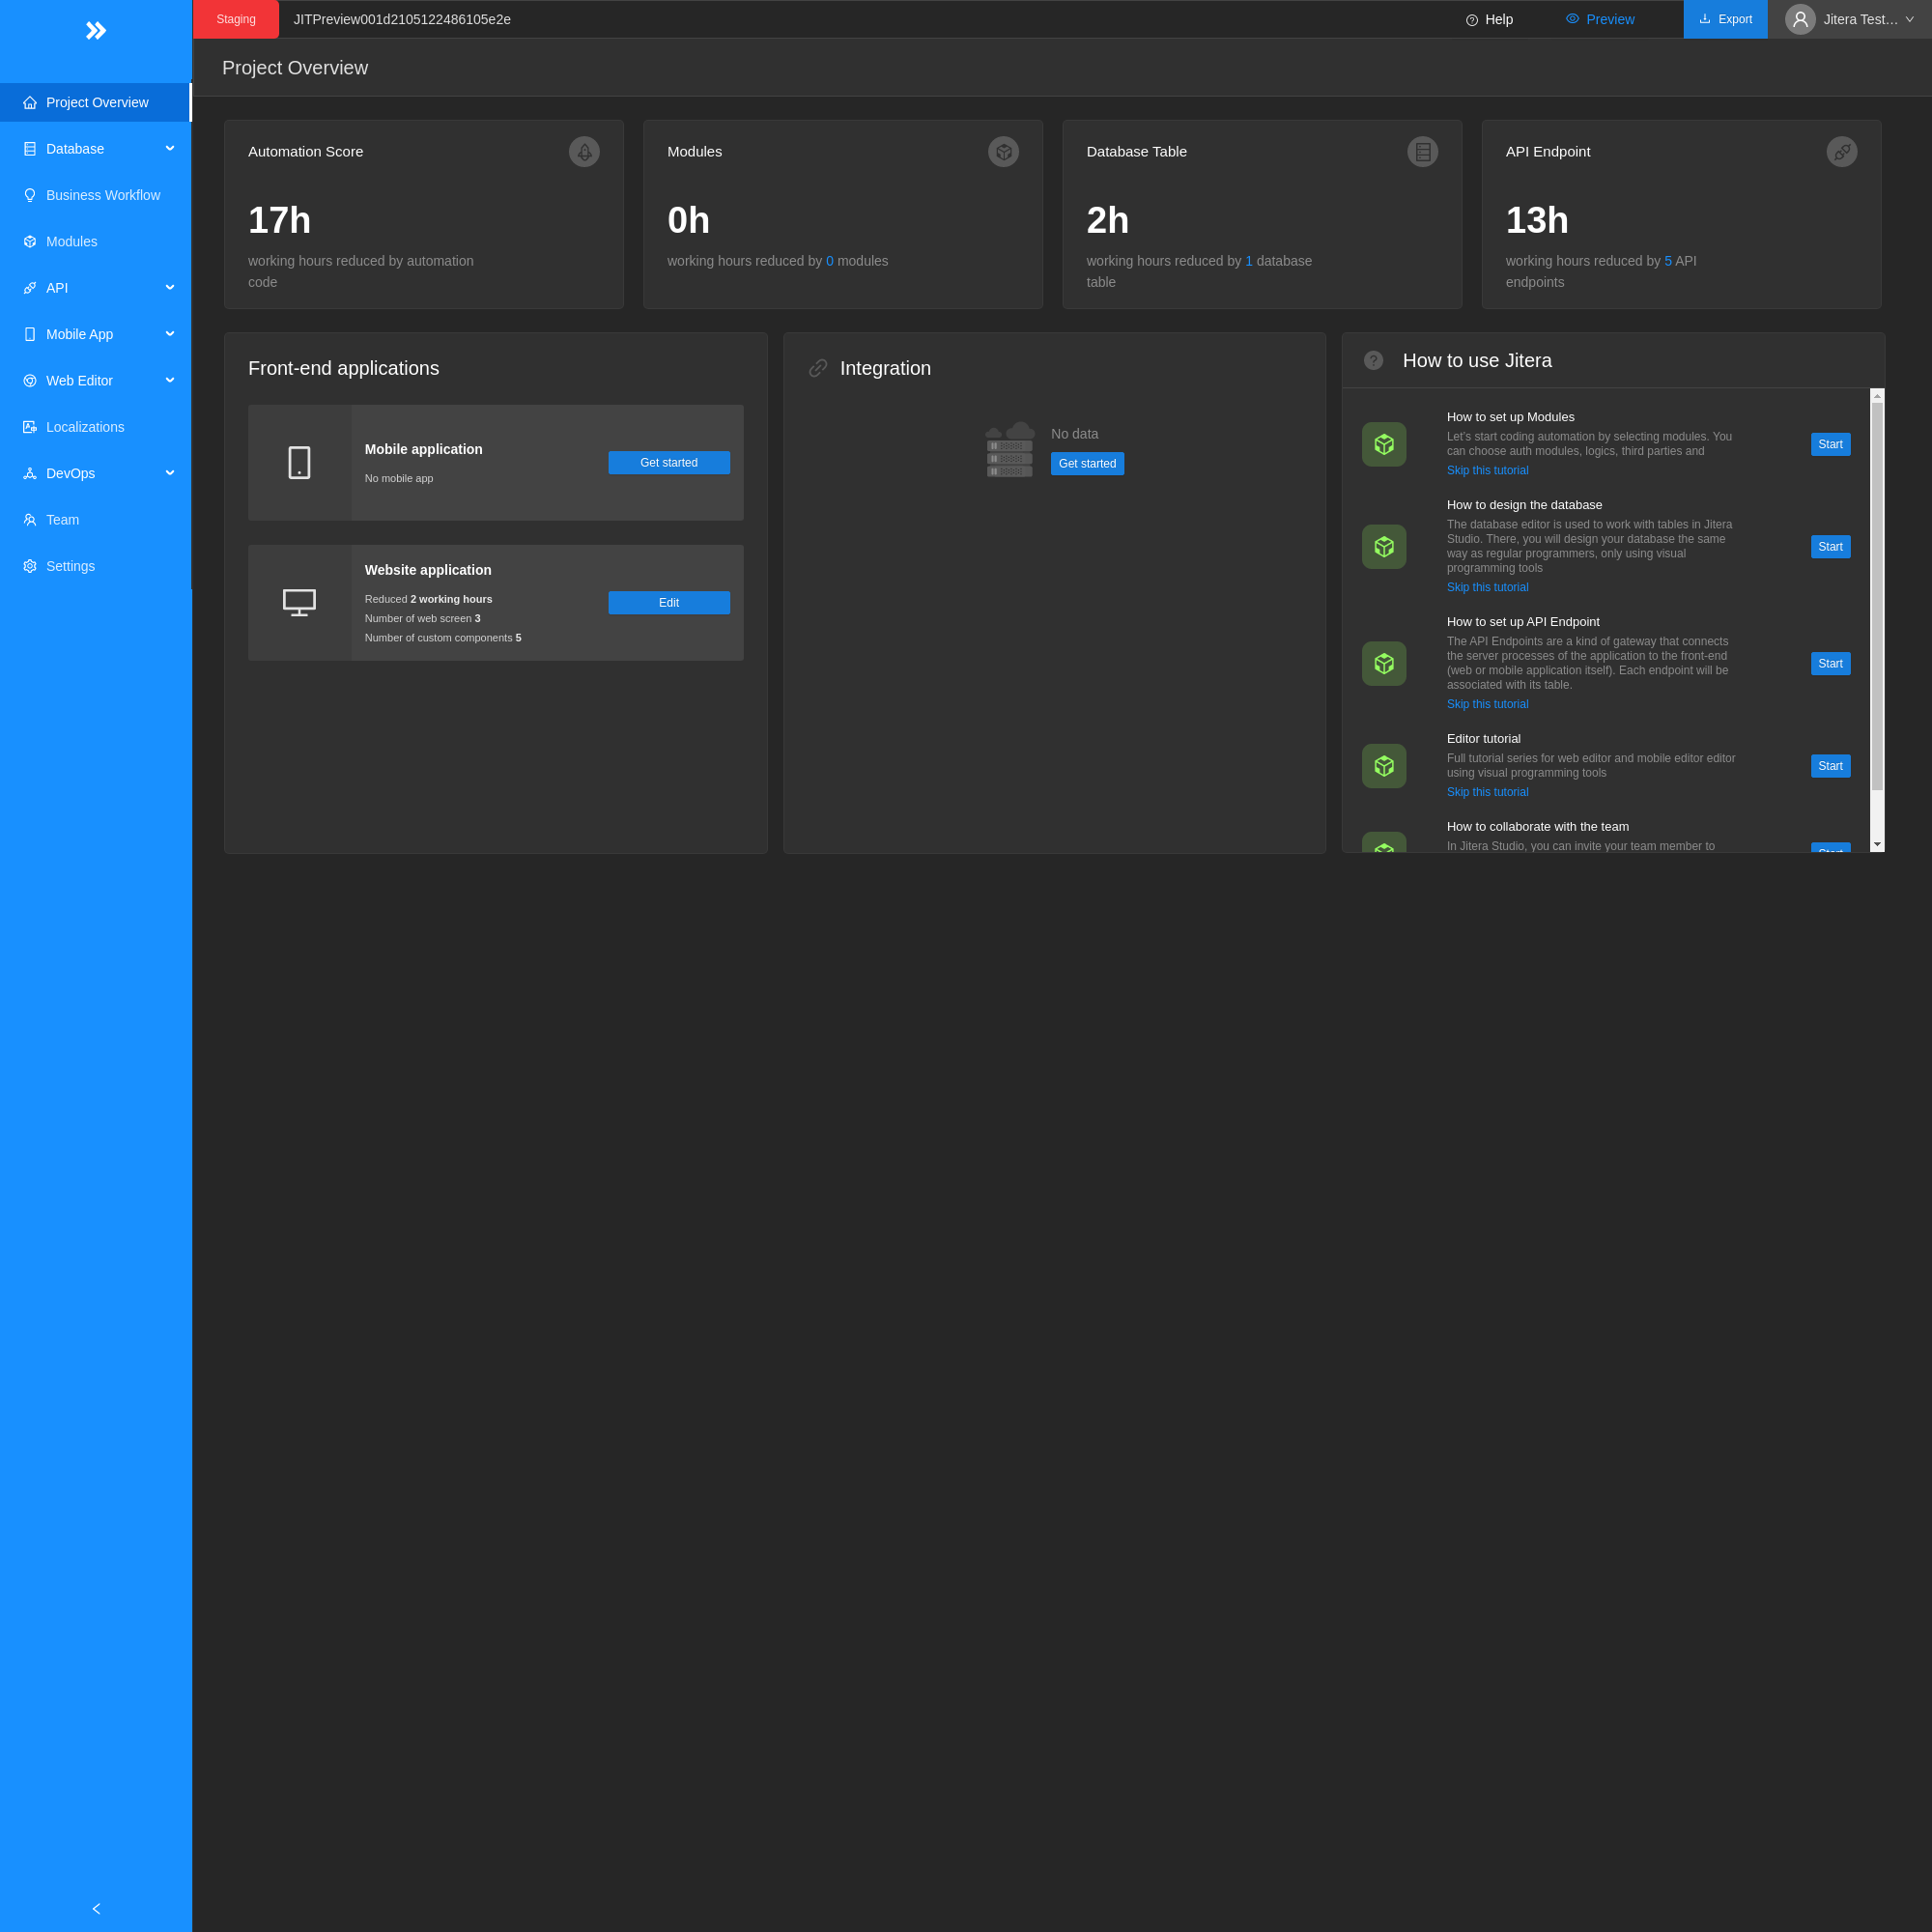 Staging
JITPreview001d2105122486105e2e
Help
Preview
Export
Jitera Test…
Project Overview
Database
Business Workflow
Modules
API
Mobile App
Web Editor
Localizations
DevOps
Team
Settings
Project Overview
Automation Score
17h
working hours reduced by automation
code
Modules
0h
working hours reduced by 0 modules
Database Table
2h
working hours reduced by 1 database
table
API Endpoint
13h
working hours reduced by 5 API
endpoints
Front-end applications
Mobile application
No mobile app
Get started
Website application
Reduced 2 working hours
Number of web screen 3
Number of custom components 5
Edit
Integration
No data
Get started
How to use Jitera
How to set up Modules
Let's start coding automation by selecting modules. You
can choose auth modules, logics, third parties and
Skip this tutorial
Start
How to design the database
The database editor is used to work with tables in Jitera
Studio. There, you will design your database the same
way as regular programmers, only using visual
programming tools
Skip this tutorial
Start
How to set up API Endpoint
The API Endpoints are a kind of gateway that connects
the server processes of the application to the front-end
(web or mobile application itself). Each endpoint will be
associated with its table.
Skip this tutorial
Start
Editor tutorial
Full tutorial series for web editor and mobile editor editor
using visual programming tools
Skip this tutorial
Start
How to collaborate with the team
In Jitera Studio, you can invite your team member to
Start